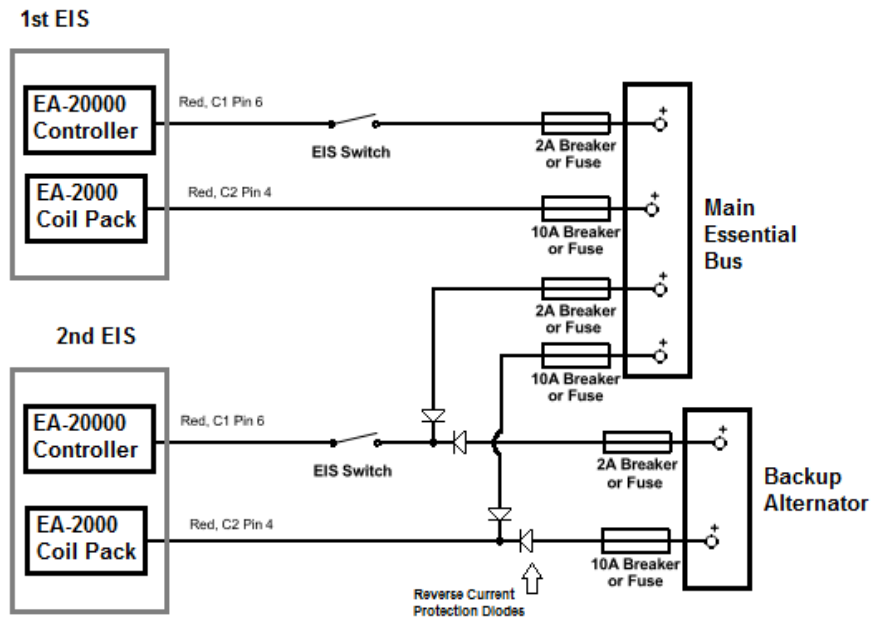 1st EIS
EA-20000
Controller
Red, C1 Pin 6
EIS Switch
+
2A Breaker
or Fuse
EA-2000
Coil Pack
Red, C2 Pin 4
+
10A Breaker
or Fuse
Main
Essential
Bus
+
2A Breaker
or Fuse
+
10A Breaker
or Fuse
2nd EIS
EA-20000
Controller
Red, C1 Pin 6
EIS Switch
+
2A Breaker
or Fuse
Backup
Alternator
EA-2000
Coil Pack
Red, C2 Pin 4
+
10A Breaker
or Fuse
Reverse Current
Protection Diodes